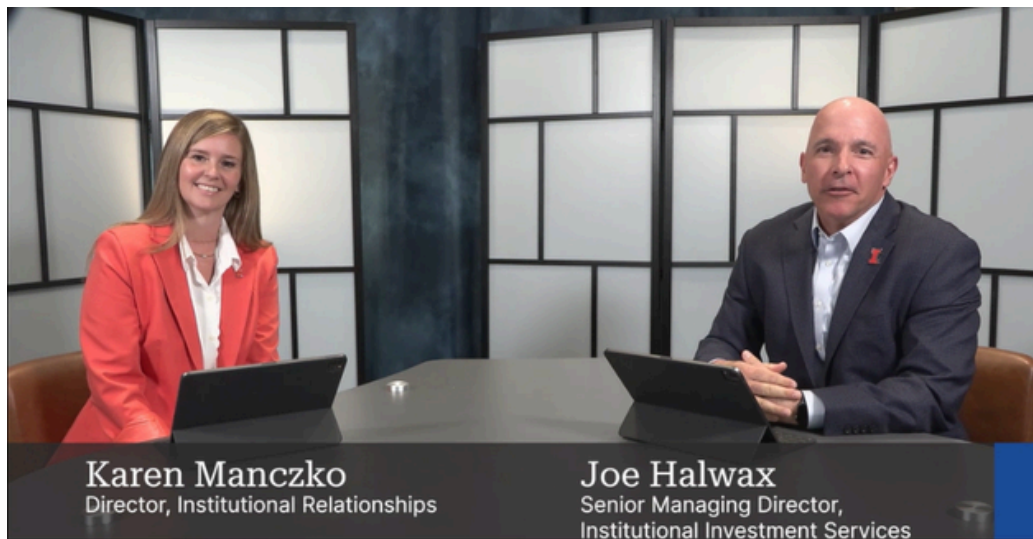 Karen Manczko
Director, Institutional Relationships
Joe Halwax
Senior Managing Director,
Institutional Investment Services